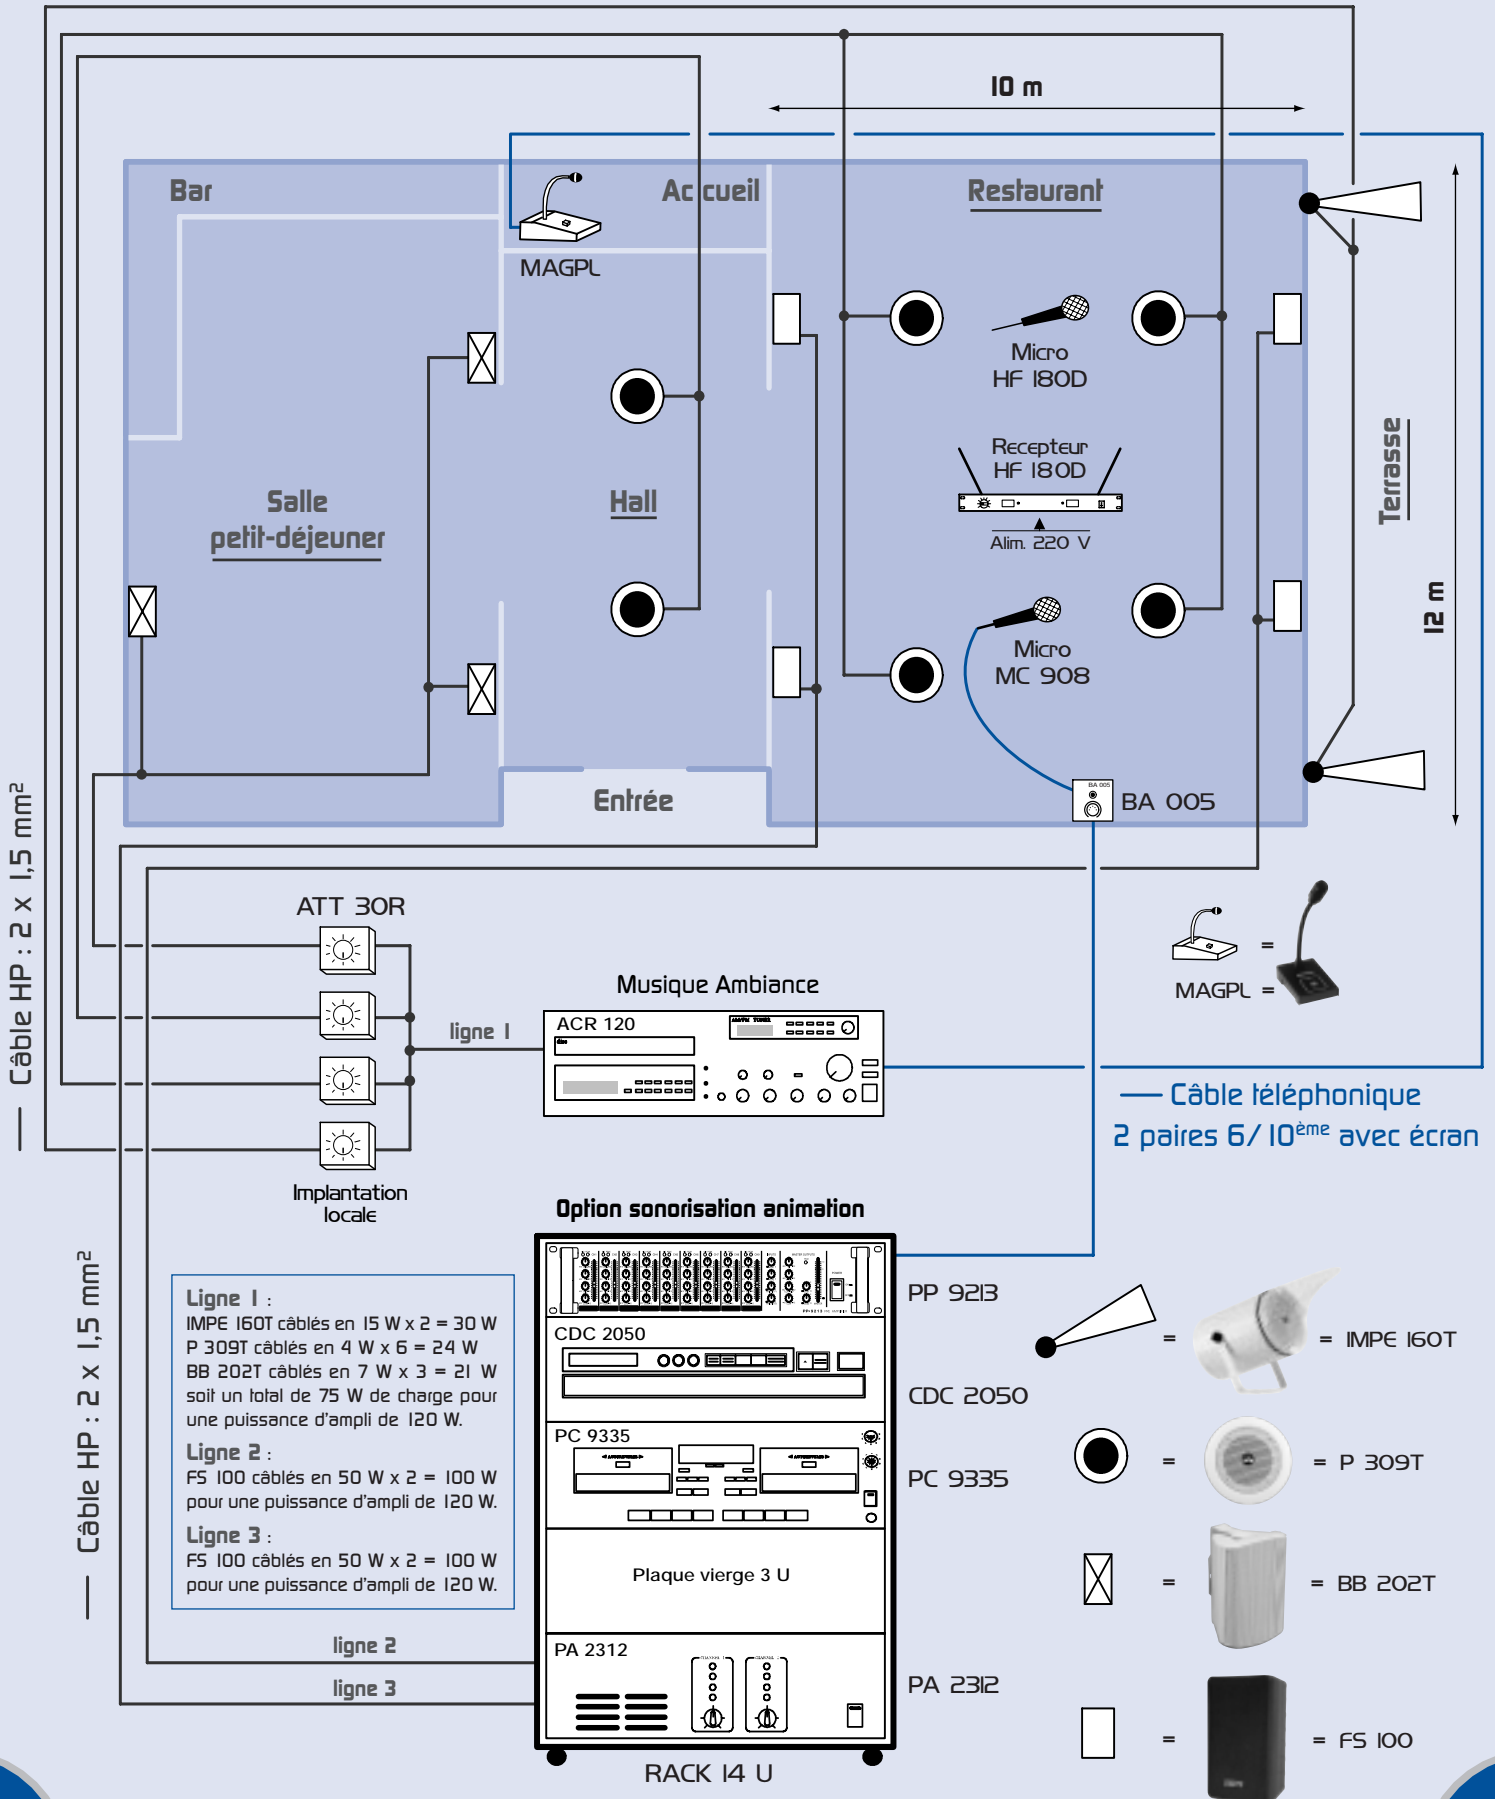 10 m
Bar
Accueil
Restaurant
MAGPL
Micro
HF 180D
Recepteur
HF 180D
Alim. 220 V
Terrasse
12 m
Salle
petit-déjeuner
Hall
Micro
MC 908
Entrée
BA 005
BA 005
Câble HP : 2 x 1,5 mm²
ATT 30R
Implantation
locale
ligne 1
Musique Ambiance
ACR 120
disc
AM/FM TUNER
MAGPL =
=
Câble téléphonique
2 paires 6/10ème avec écran
Option sonorisation animation
Câble HP : 2 x 1,5 mm²
Ligne 1 :
IMPE 160T câblés en 15 W x 2 = 30 W
P 309T câblés en 4 W x 6 = 24 W
BB 202T câblés en 7 W x 3 = 21 W
soit un total de 75 W de charge pour
une puissance d'ampli de 120 W.
Ligne 2 :
FS 100 câblés en 50 W x 2 = 100 W
pour une puissance d'ampli de 120 W.
Ligne 3 :
FS 100 câblés en 50 W x 2 = 100 W
pour une puissance d'ampli de 120 W.
ligne 2
ligne 3
PP 9213
CDC 2050
CDC 2050
PC 9335
PC 9335
Plaque vierge 3 U
PA 2312
PA 2312
RACK 14 U
= = IMPE 160T
= = P 309T
= = BB 202T
= = FS 100